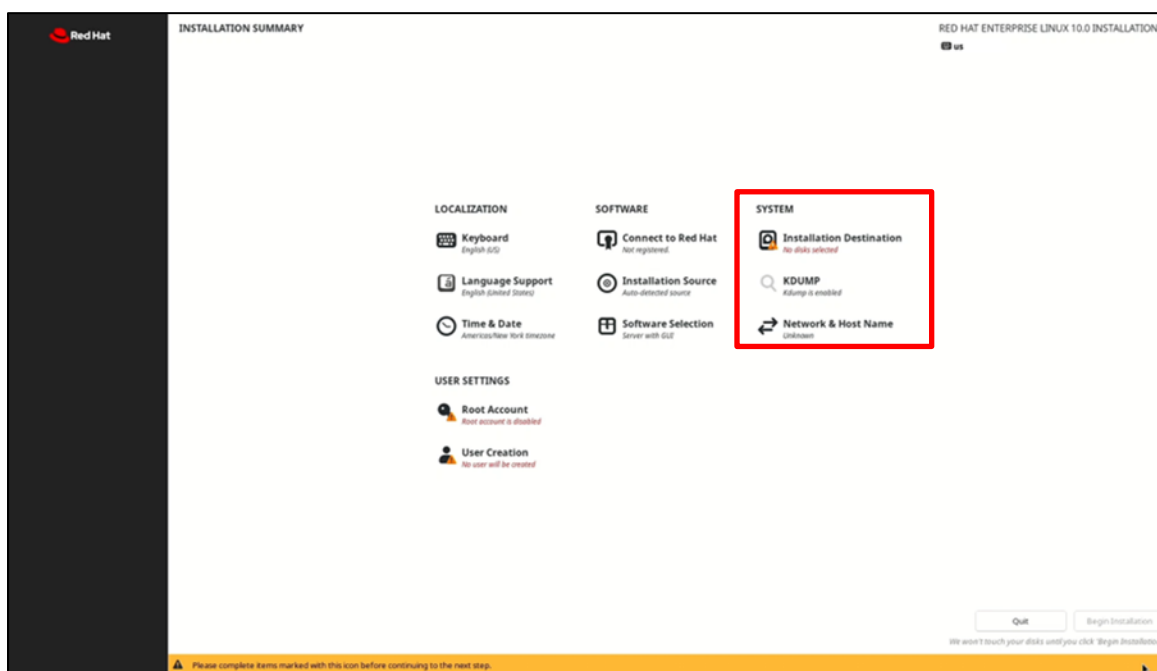 Red Hat
INSTALLATION SUMMARY
RED HAT ENTERPRISE LINUX 10.0 INSTALLATION
us
LOCALIZATION
Keyboard
English (US)
Language Support
English (United States)
Time & Date
Americas/New York timezone
SOFTWARE
Connect to Red Hat
Not registered.
Installation Source
Auto-detected source
Software Selection
Server with GUI
SYSTEM
Installation Destination
No disks selected
KDUMP
Kdump is enabled
Network & Host Name
Unknown
USER SETTINGS
Root Account
Root account is disabled
User Creation
No user will be created
Quit
Begin Installation
We won't touch your disks until you click 'Begin Installatio
Please complete items marked with this icon before continuing to the next step.